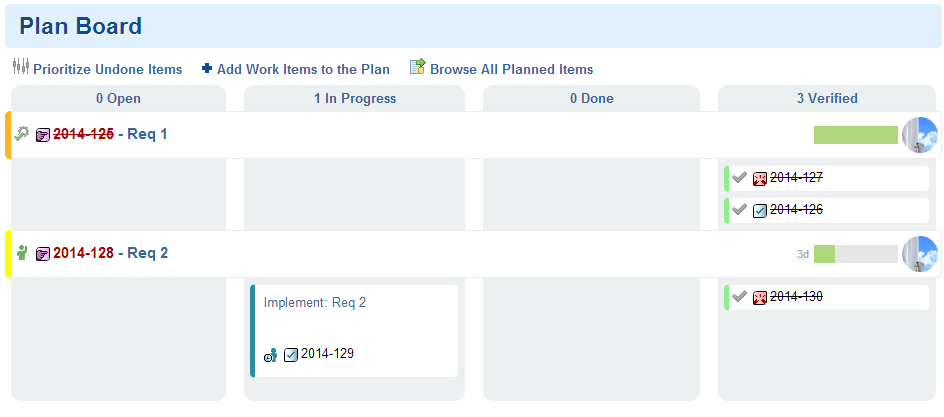 Plan Board
Prioritize Undone Items Add Work Items to the Plan Browse All Planned Items
0 Open 1 In Progress 0 Done 3 Verified
2014-125 - Req 1
2014-127
2014-126
2014-128 - Req 2 3d
Implement: Req 2 2014-130
2014-129